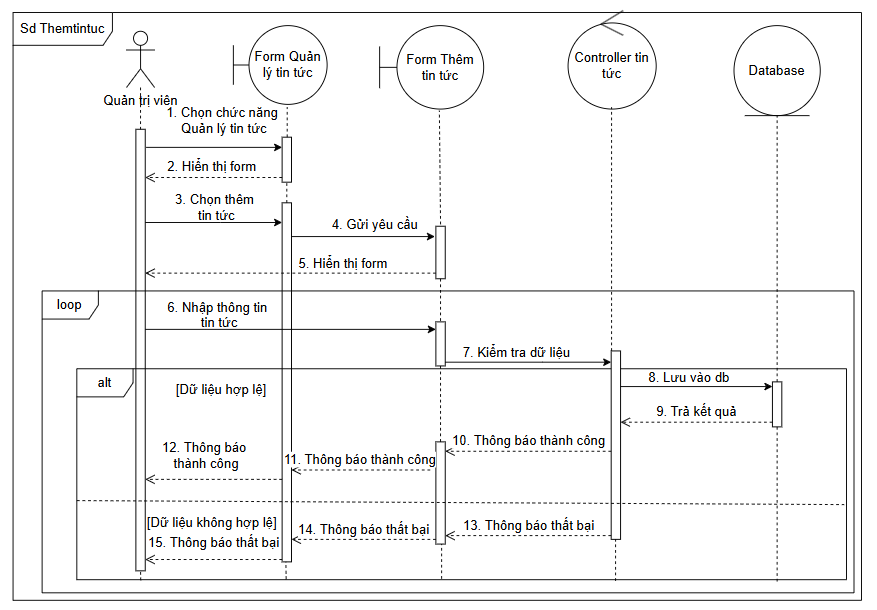 Sd Themtintuc
Form Quản
lý tin tức
Form Thêm
tin tức
Controller tin
tức
Database
Quản trị viên
1. Chọn chức năng
Quản lý tin tức
2. Hiển thị form
3. Chọn thêm
tin tức
4. Gửi yêu cầu
5. Hiển thị form
loop
6. Nhập thông tin
tin tức
7. Kiểm tra dữ liệu
alt
[Dữ liệu hợp lệ]
8. Lưu vào db
9. Trả kết quả
10. Thông báo thành công
11. Thông báo thành công
12. Thông báo
thành công
[Dữ liệu không hợp lệ]
13. Thông báo thất bại
14. Thông báo thất bại
15. Thông báo thất bại